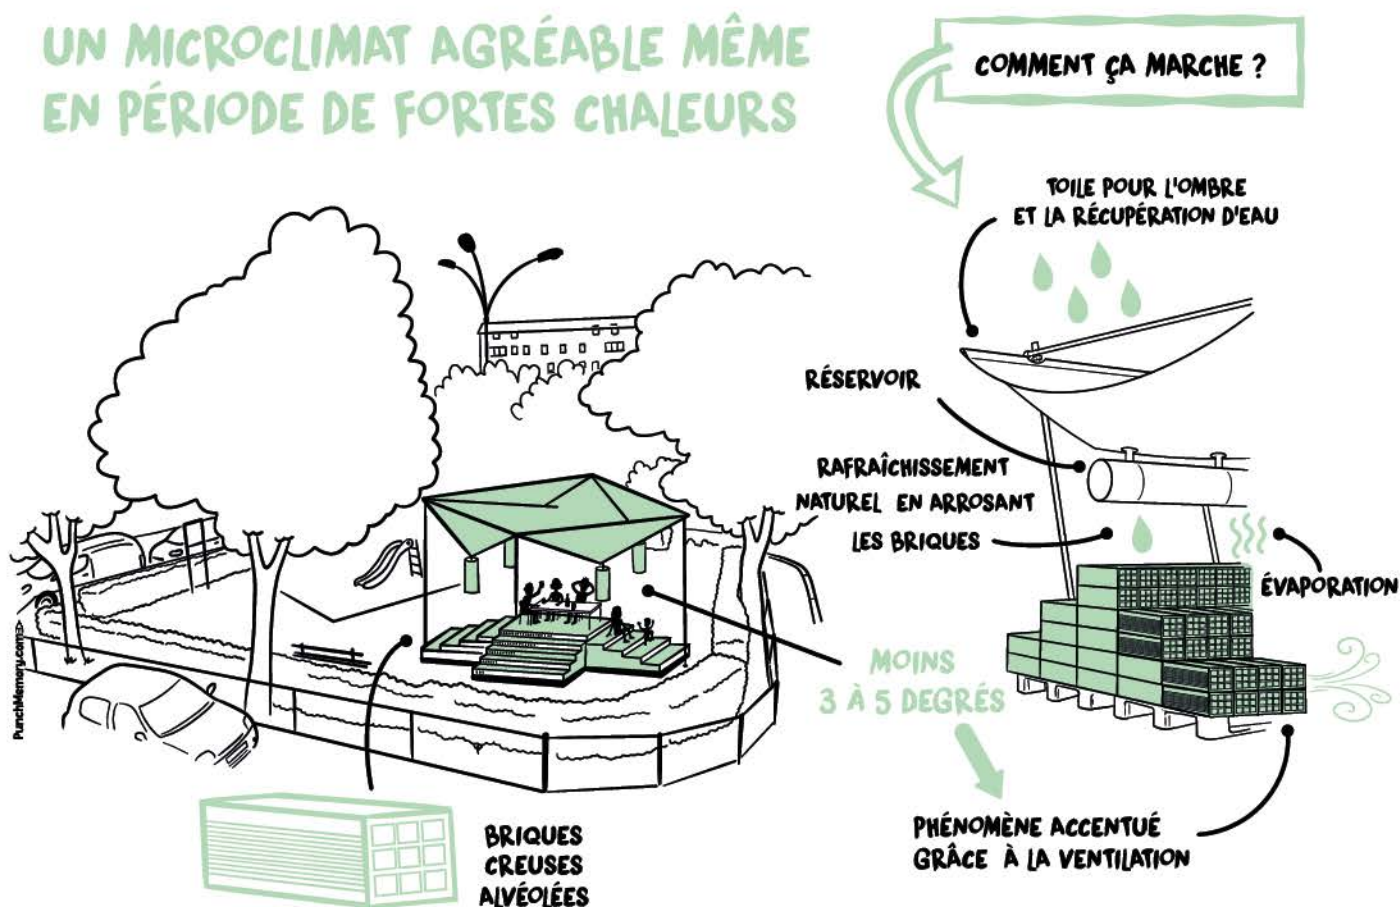 UN MICROCLIMAT AGRÉABLE MÊME
EN PÉRIODE DE FORTES CHALEURS
COMMENT ÇA MARCHE ?
TOILE POUR L'OMBRE
ET LA RÉCUPÉRATION D'EAU
RÉSERVOIR
RAFRAÎCHISSEMENT
NATUREL EN ARROSANT
LES BRIQUES
ÉVAPORATION
MOINS
3 À 5 DEGRÉS
PHÉNOMÈNE ACCENTUÉ
GRÂCE À LA VENTILATION
BRIQUES
CREUSES
ALVÉOLÉES
PunchMemory.com